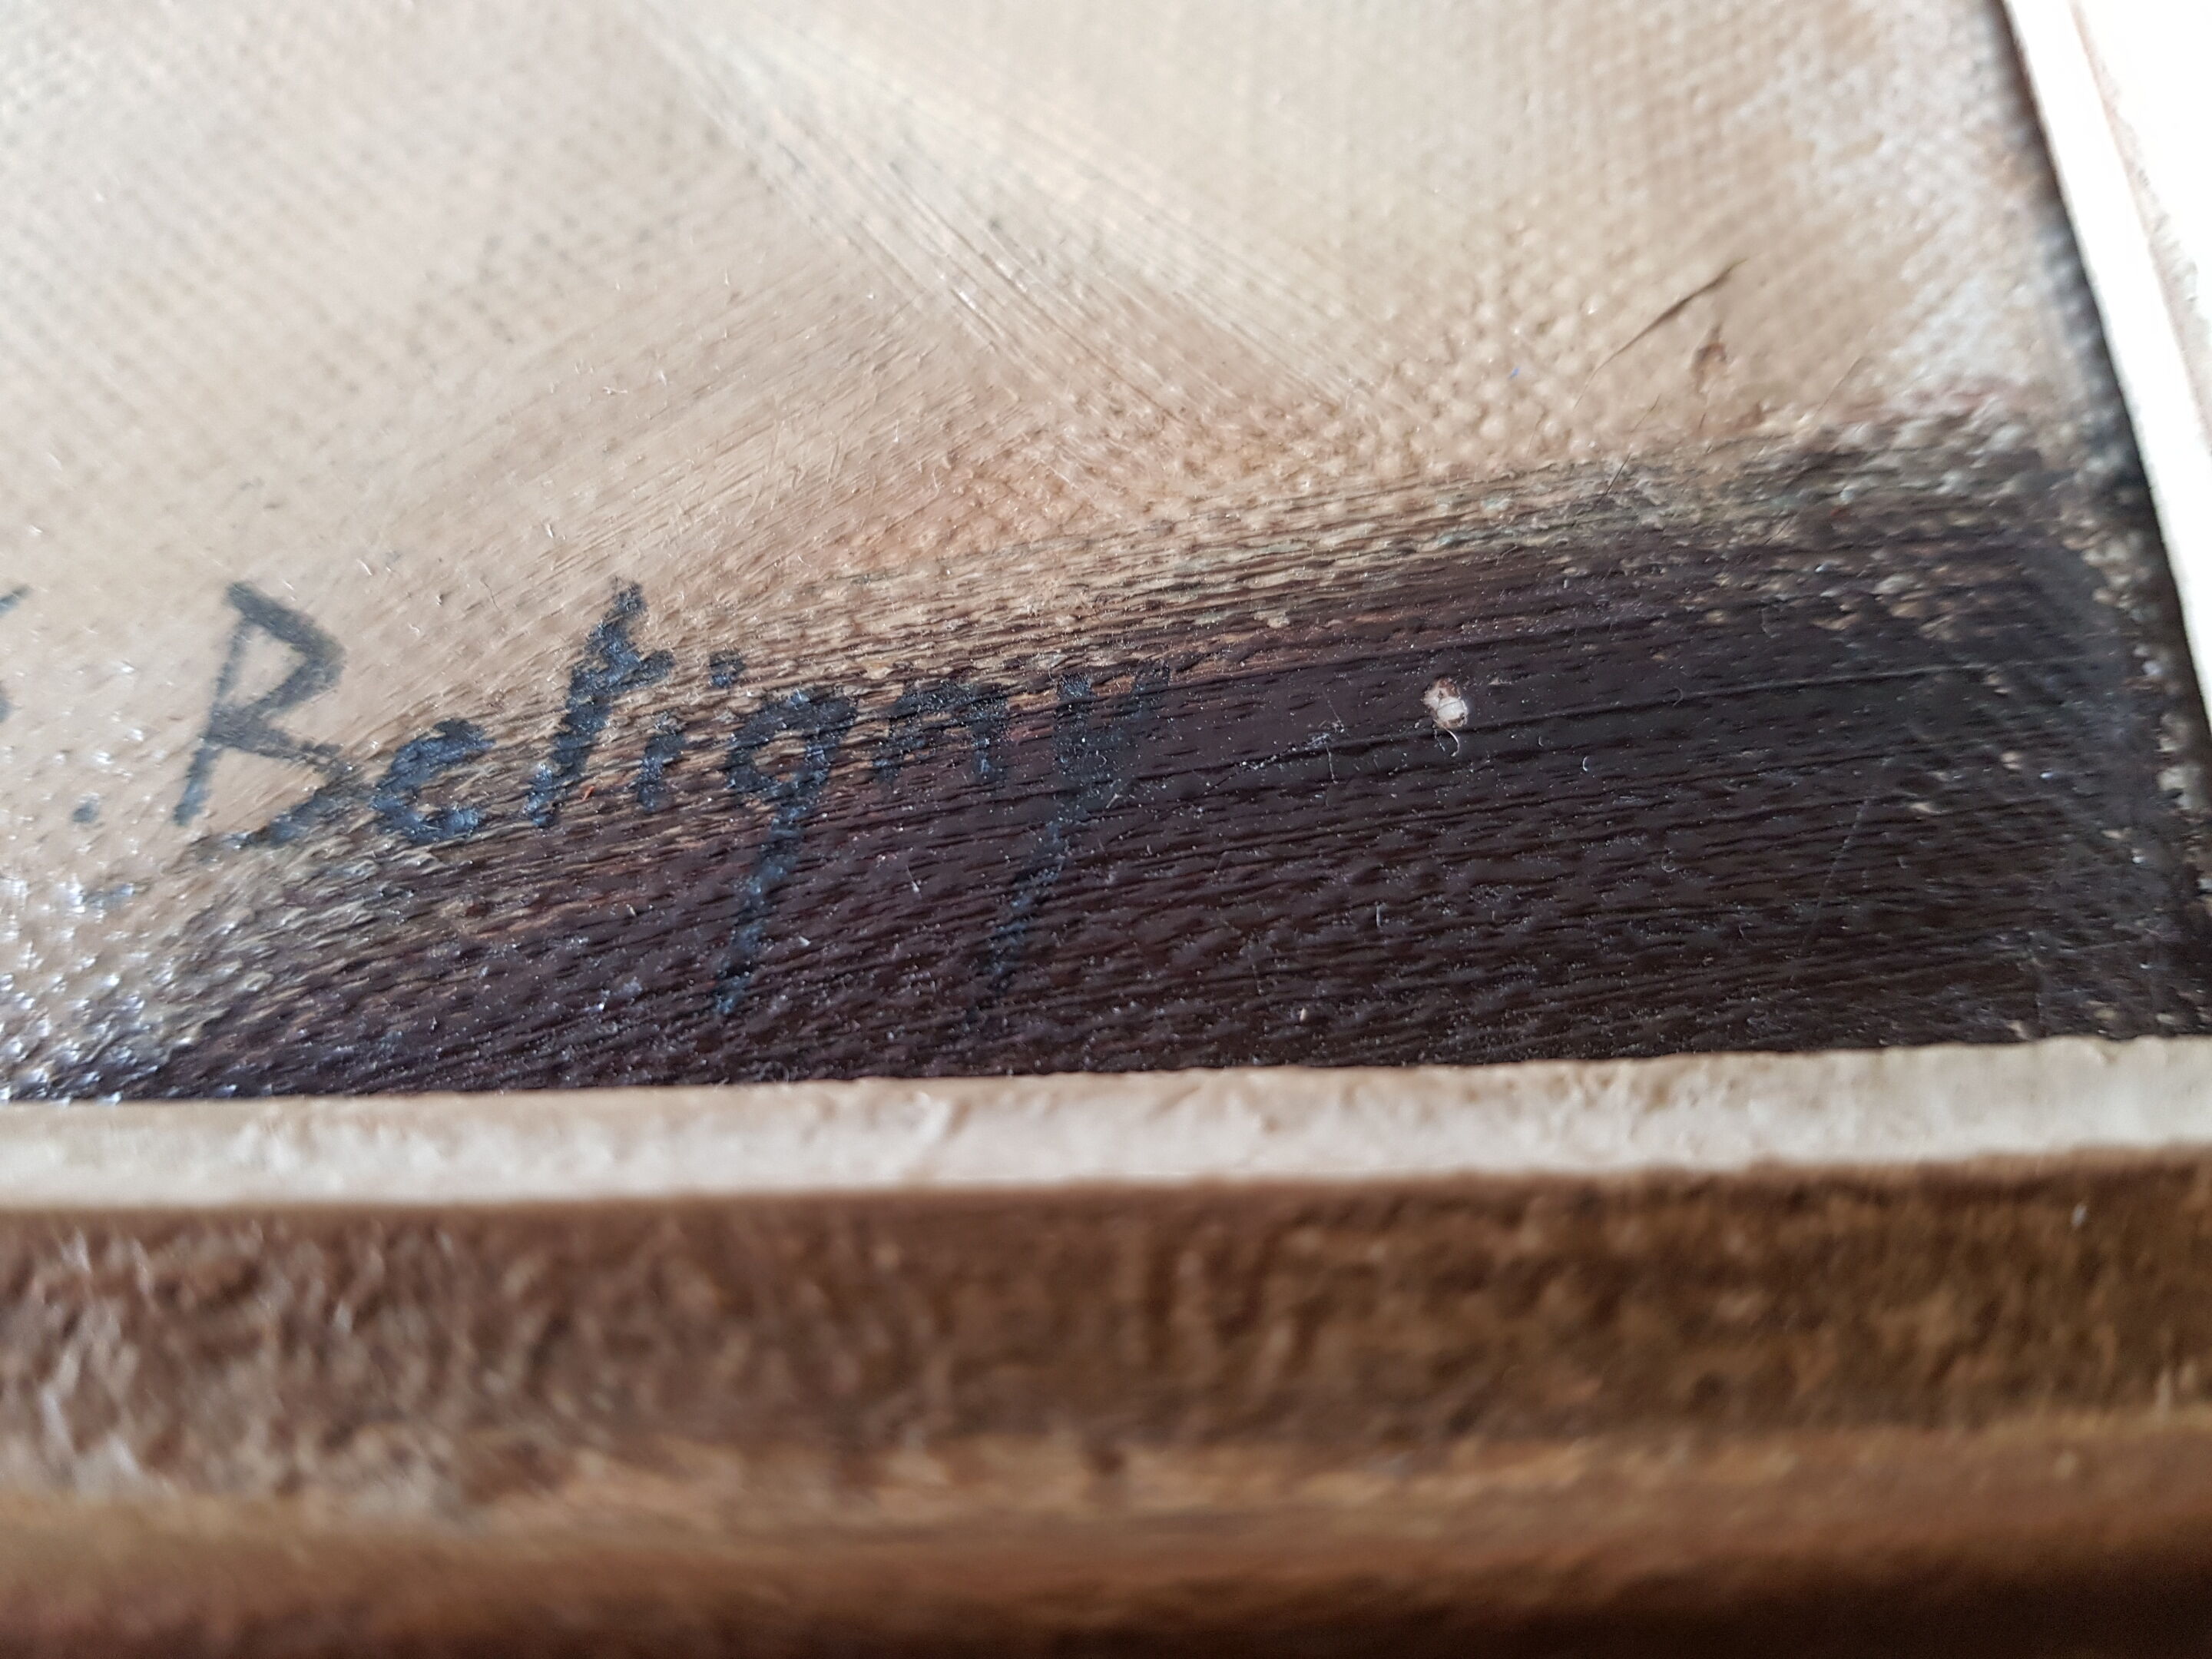 . Betigny